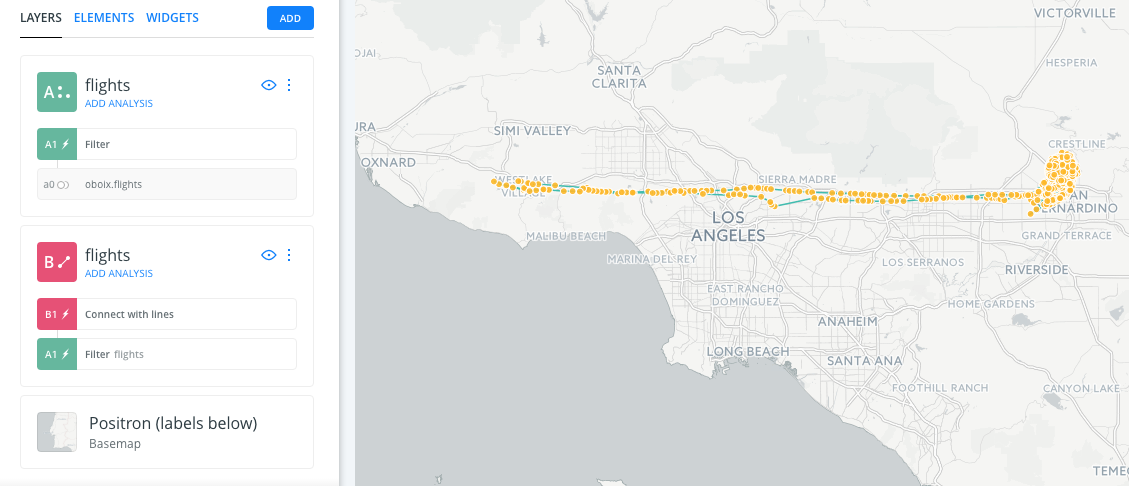 LAYERS ELEMENTS WIDGETS ADD
A
flights
ADD ANALYSIS
A1 Filter
a0 oboix.flights
B
flights
ADD ANALYSIS
B1 Connect with lines
A1 Filter flights
Positron (labels below)
Basemap
VICTORVILLE
OJAI
HESPERIA
SANTA
CLARITA
URA
SIMI VALLEY
CRESTLINE
OXNARD
WESTLAKE
VILLAGE
SIERRA MADRE
AN
ERNARDINO
LOS
ANGELES
MALIBU BEACH
GRAND TERRACE
MARINA DEL REY
LOS SERRANOS
RIVERSIDE
EAST RANCHO
DOMINGUEZ
HOME GARDENS
ANAHEIM
LONG BEACH
SANTA ANA
FOOTHILL RANCH
CANYON LAKE
TEME